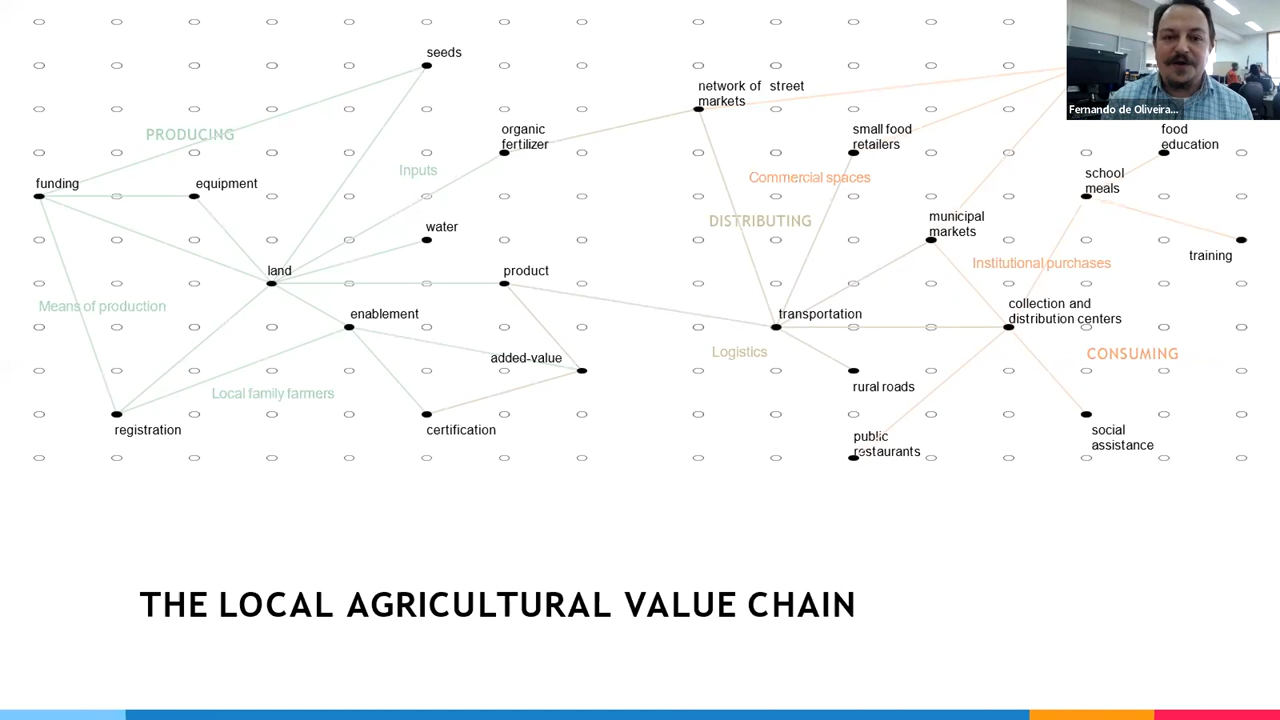 seeds
network of street
markets
Fernando de Oliveira...
PRODUCING
organic
fertilizer
small food
retailers
food
education
Inputs
Commercial spaces
school
meals
funding
equipment
DISTRIBUTING
municipal
markets
water
training
land
product
Institutional purchases
Means of production
enablement
transportation
collection and
distribution centers
added-value
Logistics
CONSUMING
Local family farmers
rural roads
registration
certification
public
restaurants
social
assistance
THE LOCAL AGRICULTURAL VALUE CHAIN